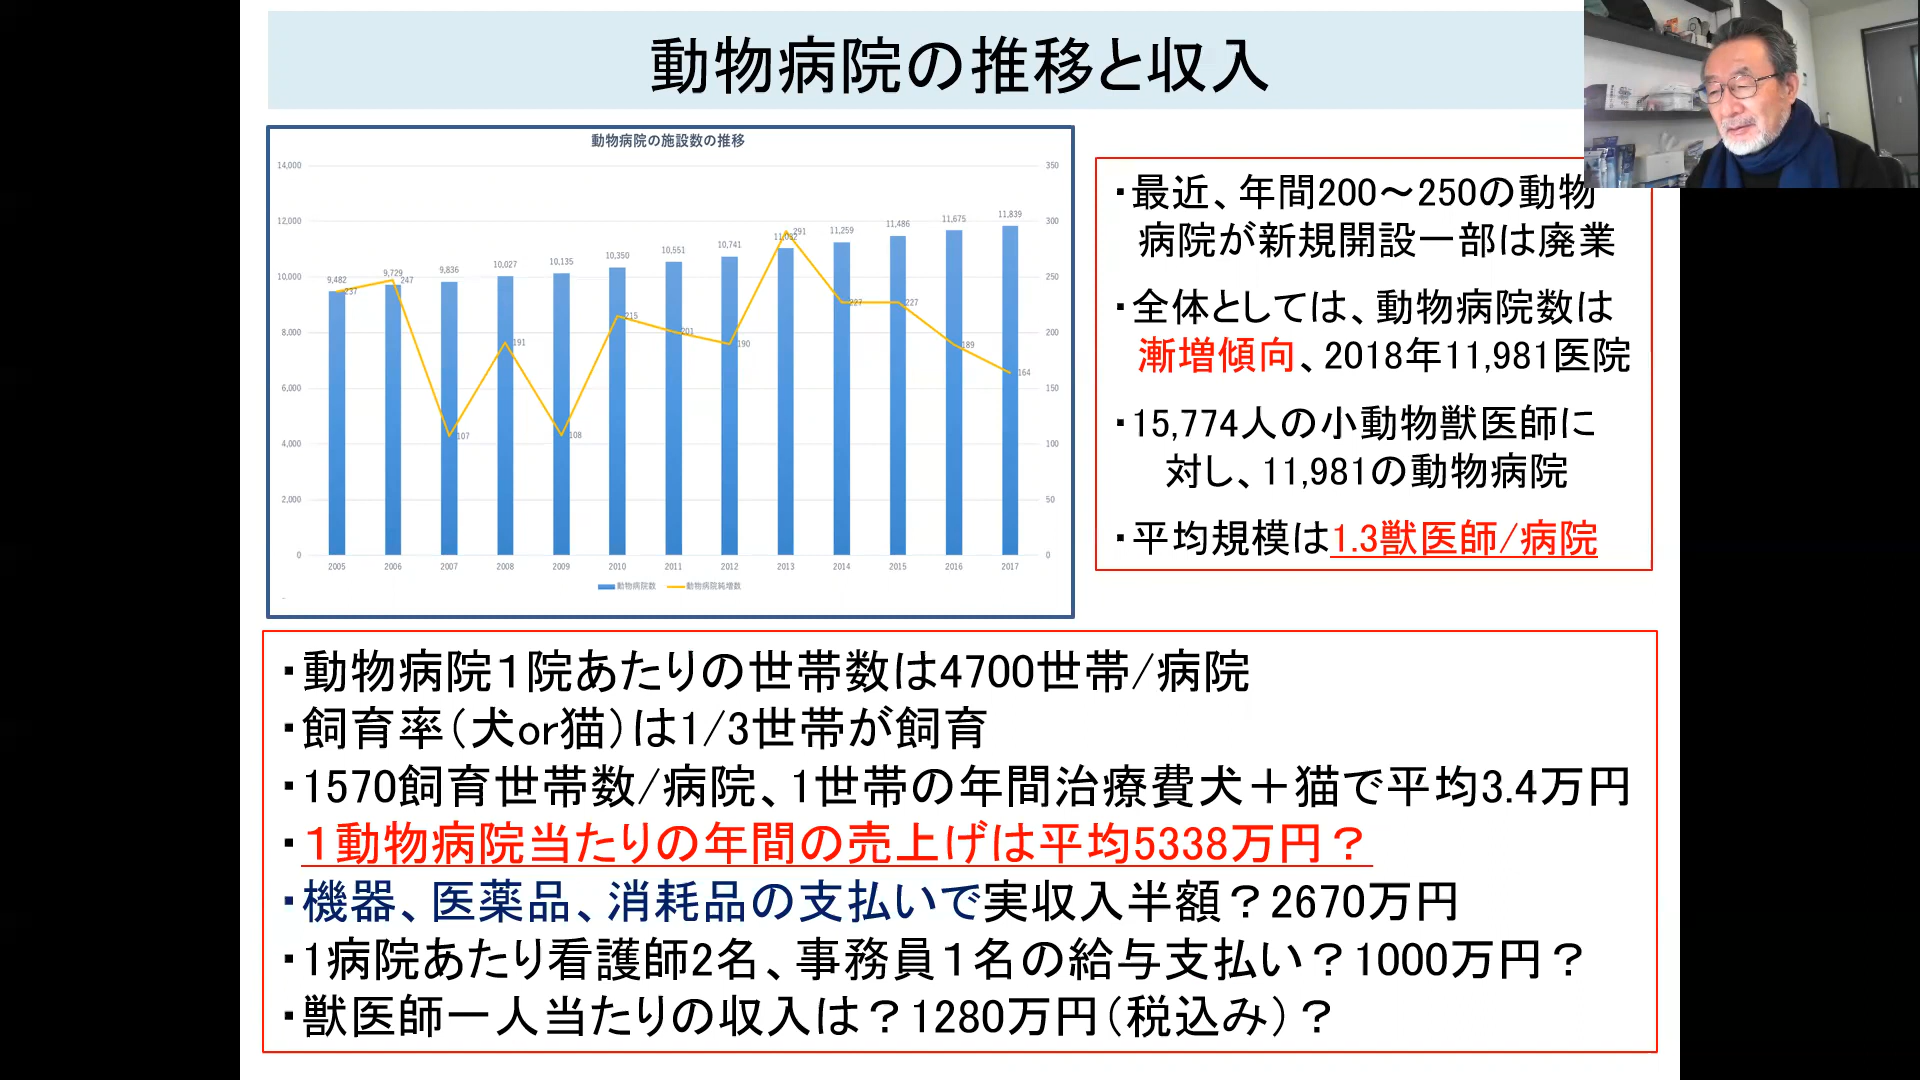 動物病院の推移と収入
動物病院の施設数の推移
14,000
12,000
10,000
8,000
6,000
4,000
2,000
0
350
300
250
200
150
100
50
0
9,482
9,729
9,836
10,027
10,135
10,350
10,551
10,741
11,032
11,259
11,486
11,675
11,839
237
247
107
191
108
215
201
190
291
227
227
189
164
2005 2006 2007 2008 2009 2010 2011 2012 2013 2014 2015 2016 2017
動物病院数 動物病院純増数
・最近、年間200～250の動物
病院が新規開設一部は廃業
・全体としては、動物病院数は
漸増傾向、2018年11,981医院
・15,774人の小動物獣医師に
対し、11,981の動物病院
・平均規模は1.3獣医師/病院
・動物病院１院あたりの世帯数は4700世帯/病院
・飼育率（犬or猫）は1/3世帯が飼育
・1570飼育世帯数/病院、1世帯の年間治療費犬＋猫で平均3.4万円
・１動物病院当たりの年間の売上げは平均5338万円？
・機器、医薬品、消耗品の支払いで実収入半額？2670万円
・1病院あたり看護師2名、事務員１名の給与支払い？1000万円？
・獣医師一人当たりの収入は？1280万円（税込み）？